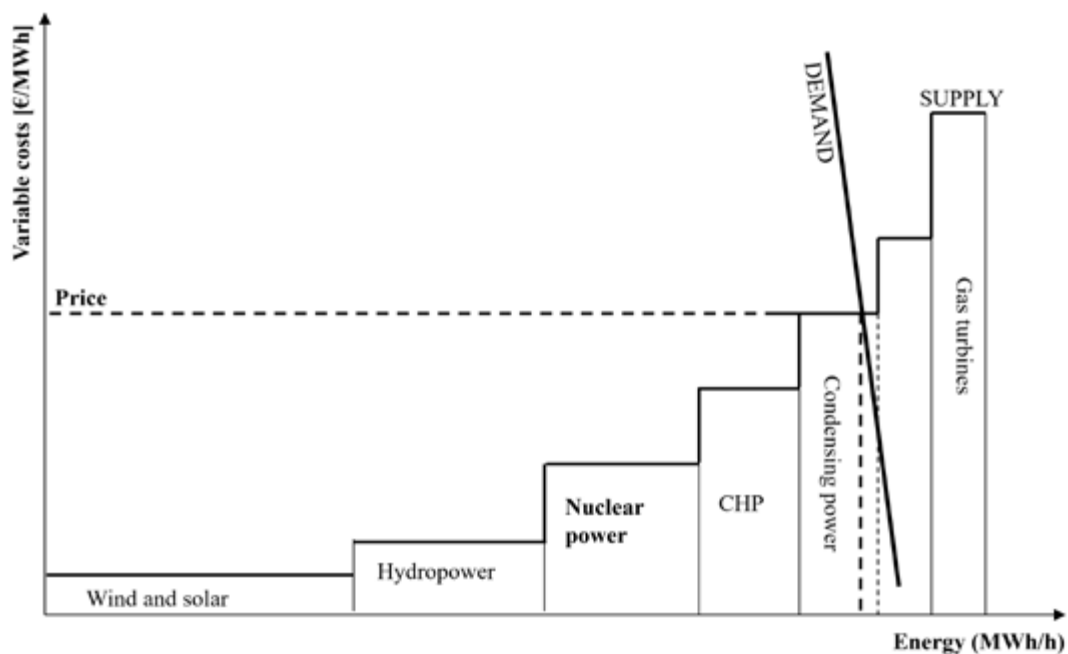 Variable costs [€/MWh]
DEMAND
SUPPLY
Price
Gas turbines
Condensing power
Nuclear
power
CHP
Hydropower
Wind and solar
Energy (MWh/h)